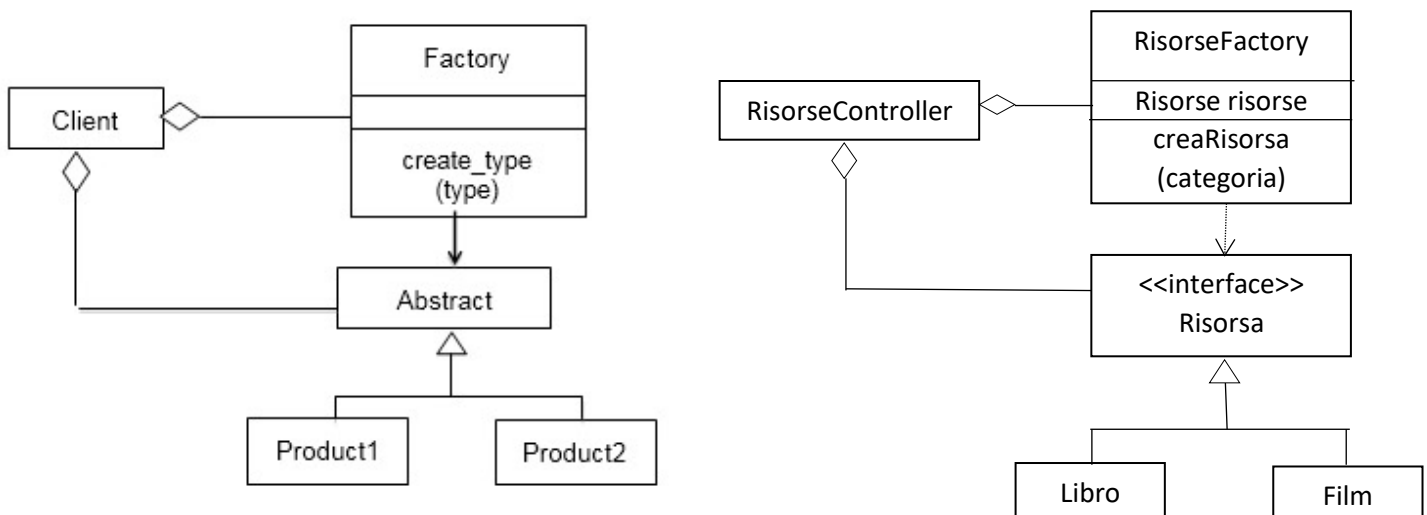 Factory
Client
create_type
(type)
Abstract
Product1
Product2
RisorseFactory
RisorseController
Risorse risorse
creaRisorsa
(categoria)
<<interface>>
Risorsa
Libro
Film